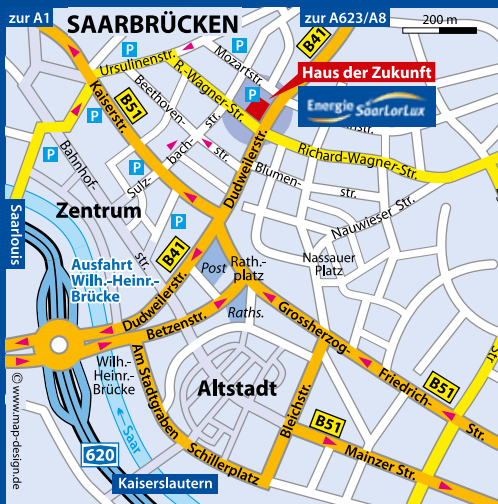 zur A1
SAARBRÜCKEN
zur A623/A8
200 m
P
P
Ursulinenstr.
Mozartstr.
B41
R.-Wagner-Str.
P
Haus der Zukunft
P
Energie SaarLorLux
Kaiserstr.
B51
Beethoven-
str.
nstr.
P
Bahnhof-
str.
Sulz-
bach-
str.
P
Dudweilerstr.
Richard-Wagner-Str.
Blumen-
str.
P
Zentrum
P
Nauwieser Str.
Saarlouis
B41
Nassauer
Platz
Ausfahrt
Wilh.-Heinr.-
Brücke
Post
Rath.-
platz
Dudweilerstr.
Betzenstr.
Raths.
Grossherzog-
Friedrich-
Str.
Wilh.-
Heinr.-
Brücke
Am Stadtgraben
Altstadt
Bleichstr.
B51
B51
Str.
Saar
© www.map-design.de
Schillerplatz
Mainzer Str.
620
Kaiserslautern